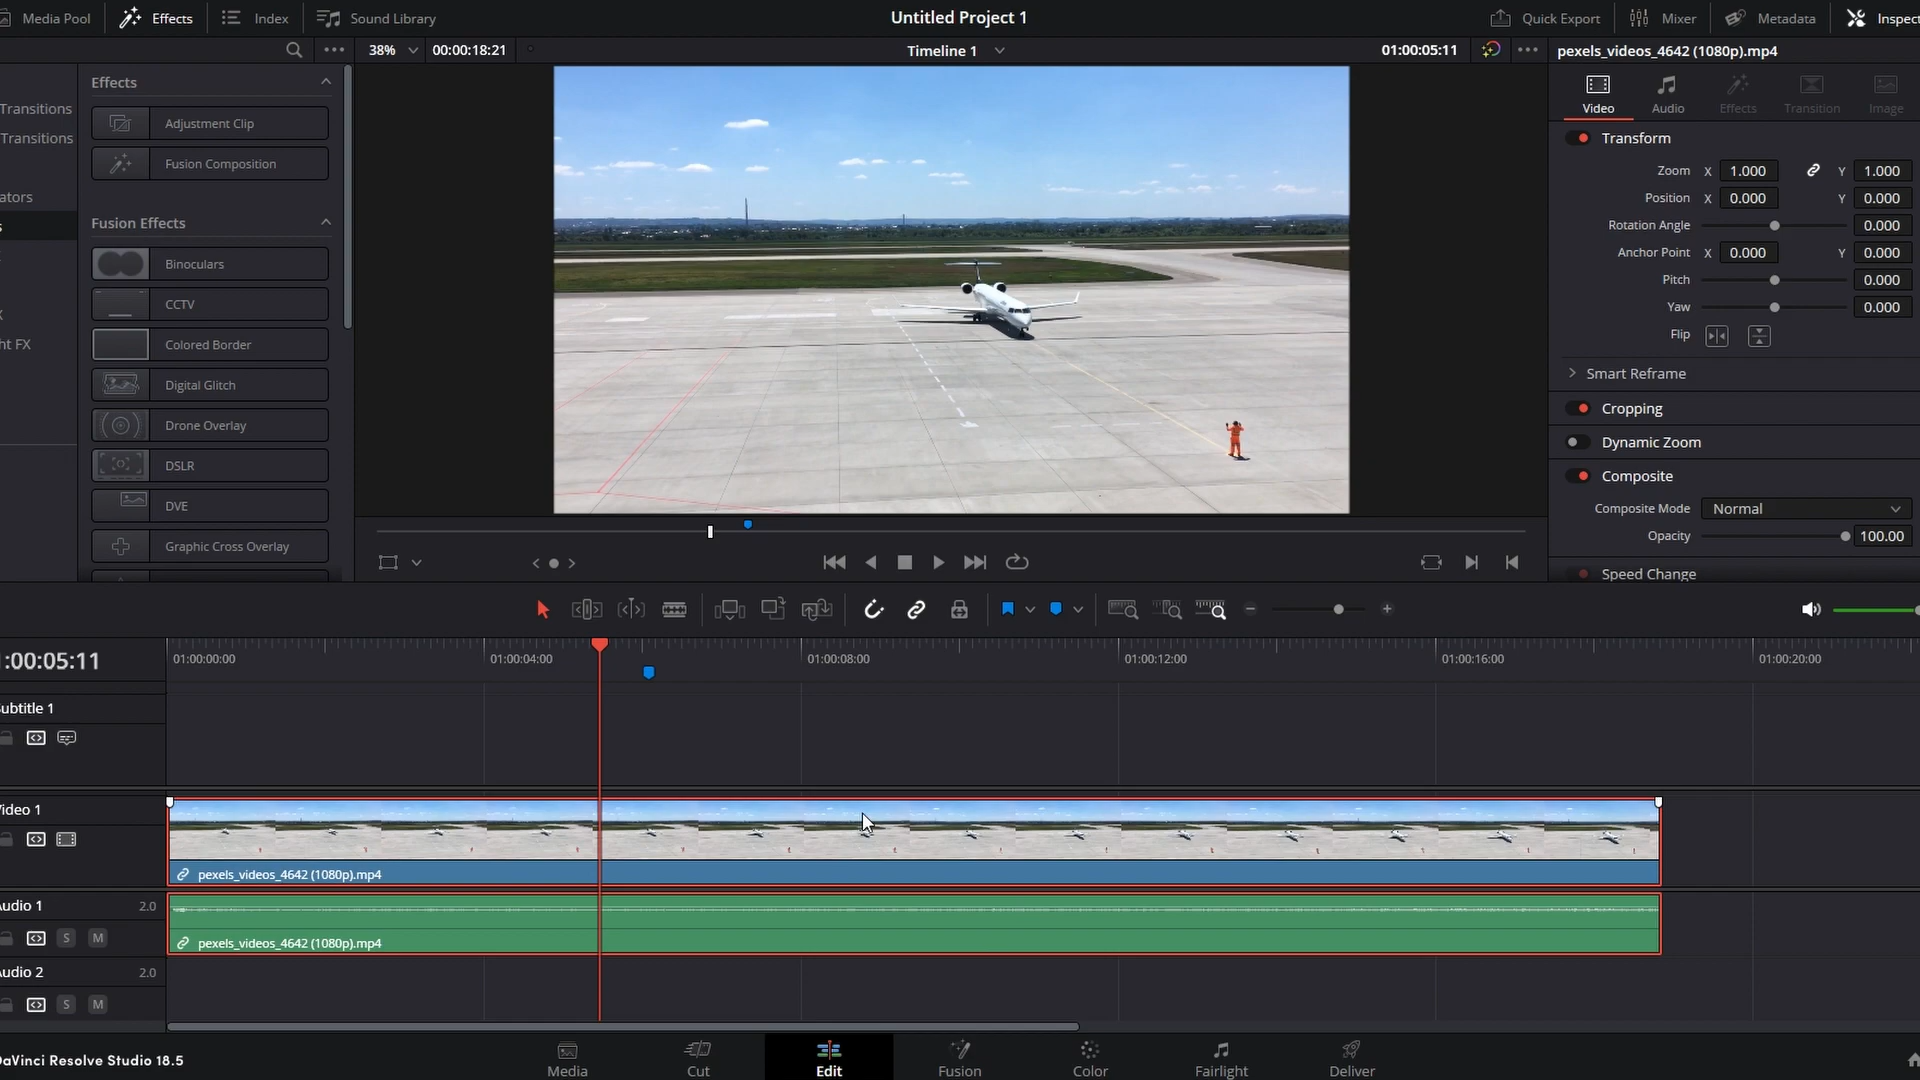 Media Pool Effects Index Sound Library Untitled Project 1 Quick Export Mixer Metadata Inspect
38% 00:00:18:21 Timeline 1 01:00:05:11 pexels_videos_4642 (1080p).mp4
Effects
Video Audio Effects Transition Image
Transitions
Adjustment Clip
Transitions
Fusion Composition
Transform
Zoom X 1.000 Y 1.000
ators
Position X 0.000 Y 0.000
s
Fusion Effects
Rotation Angle 0.000
Binoculars
Anchor Point X 0.000 Y 0.000
CCTV
Pitch 0.000
X
Yaw 0.000
ht FX
Colored Border
Flip
Digital Glitch
Smart Reframe
Drone Overlay
Cropping
DSLR
Dynamic Zoom
DVE
Composite
Composite Mode Normal
Graphic Cross Overlay
Opacity 100.00
Speed Change
:00:05:11
01:00:00:00 01:00:04:00 01:00:08:00 01:00:12:00 01:00:16:00 01:00:20:00
ubtitle 1
ideo 1
pexels_videos_4642 (1080p).mp4
udio 1 2.0
S M
pexels_videos_4642 (1080p).mp4
udio 2 2.0
S M
DaVinci Resolve Studio 18.5
Media Cut Edit Fusion Color Fairlight Deliver